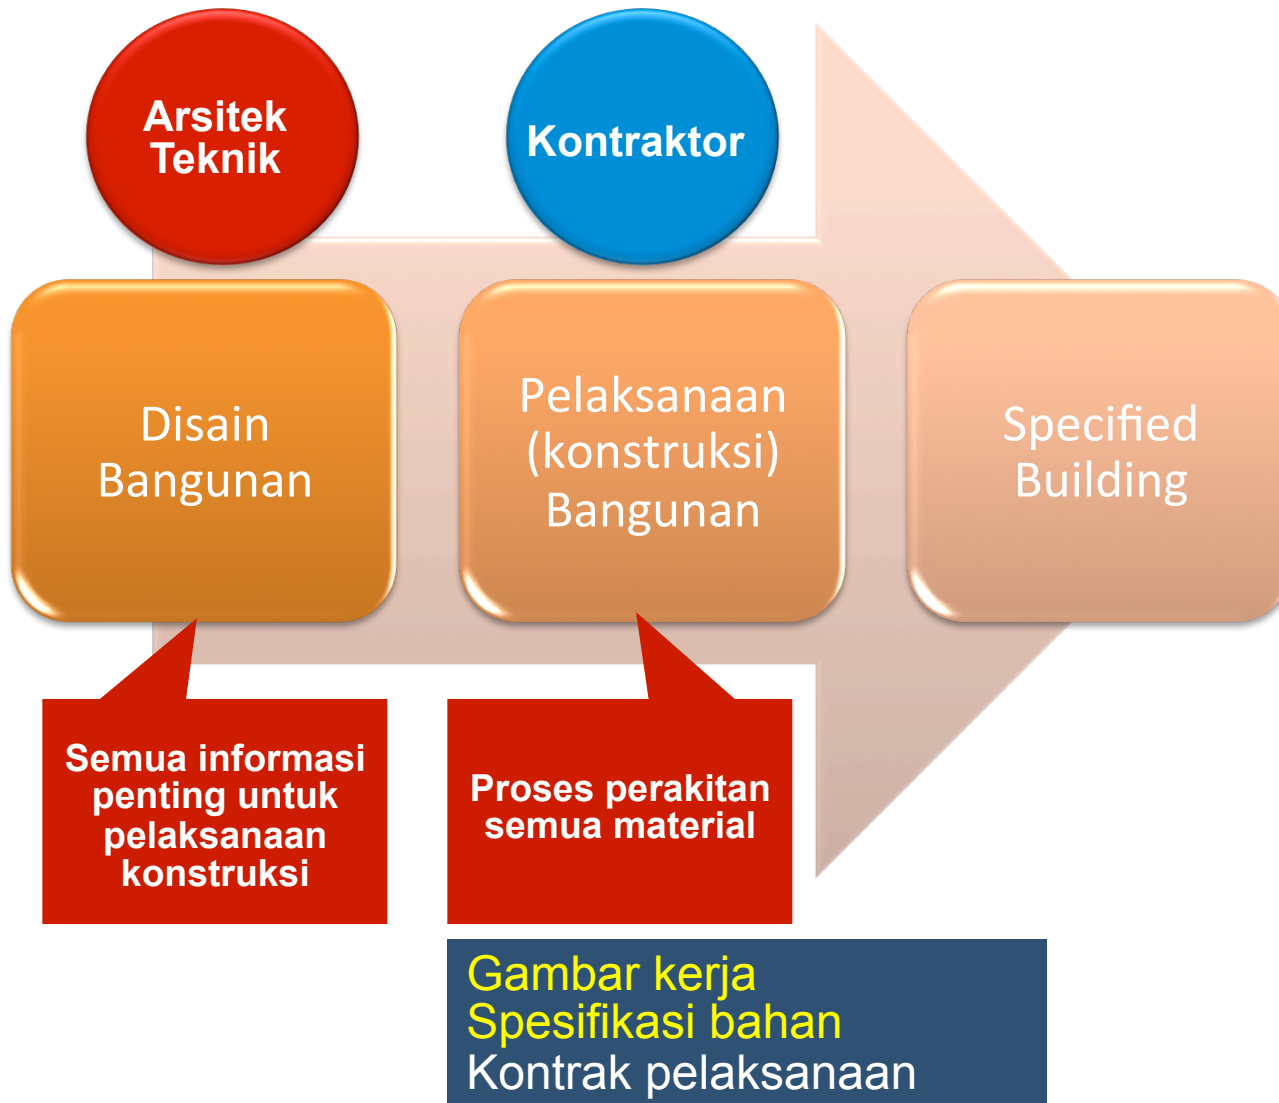 Arsitek
Teknik
Kontraktor
Disain
Bangunan
Pelaksanaan
(konstruksi)
Bangunan
Specified
Building
Semua informasi
penting untuk
pelaksanaan
konstruksi
Proses perakitan
semua material
Gambar kerja
Spesifikasi bahan
Kontrak pelaksanaan